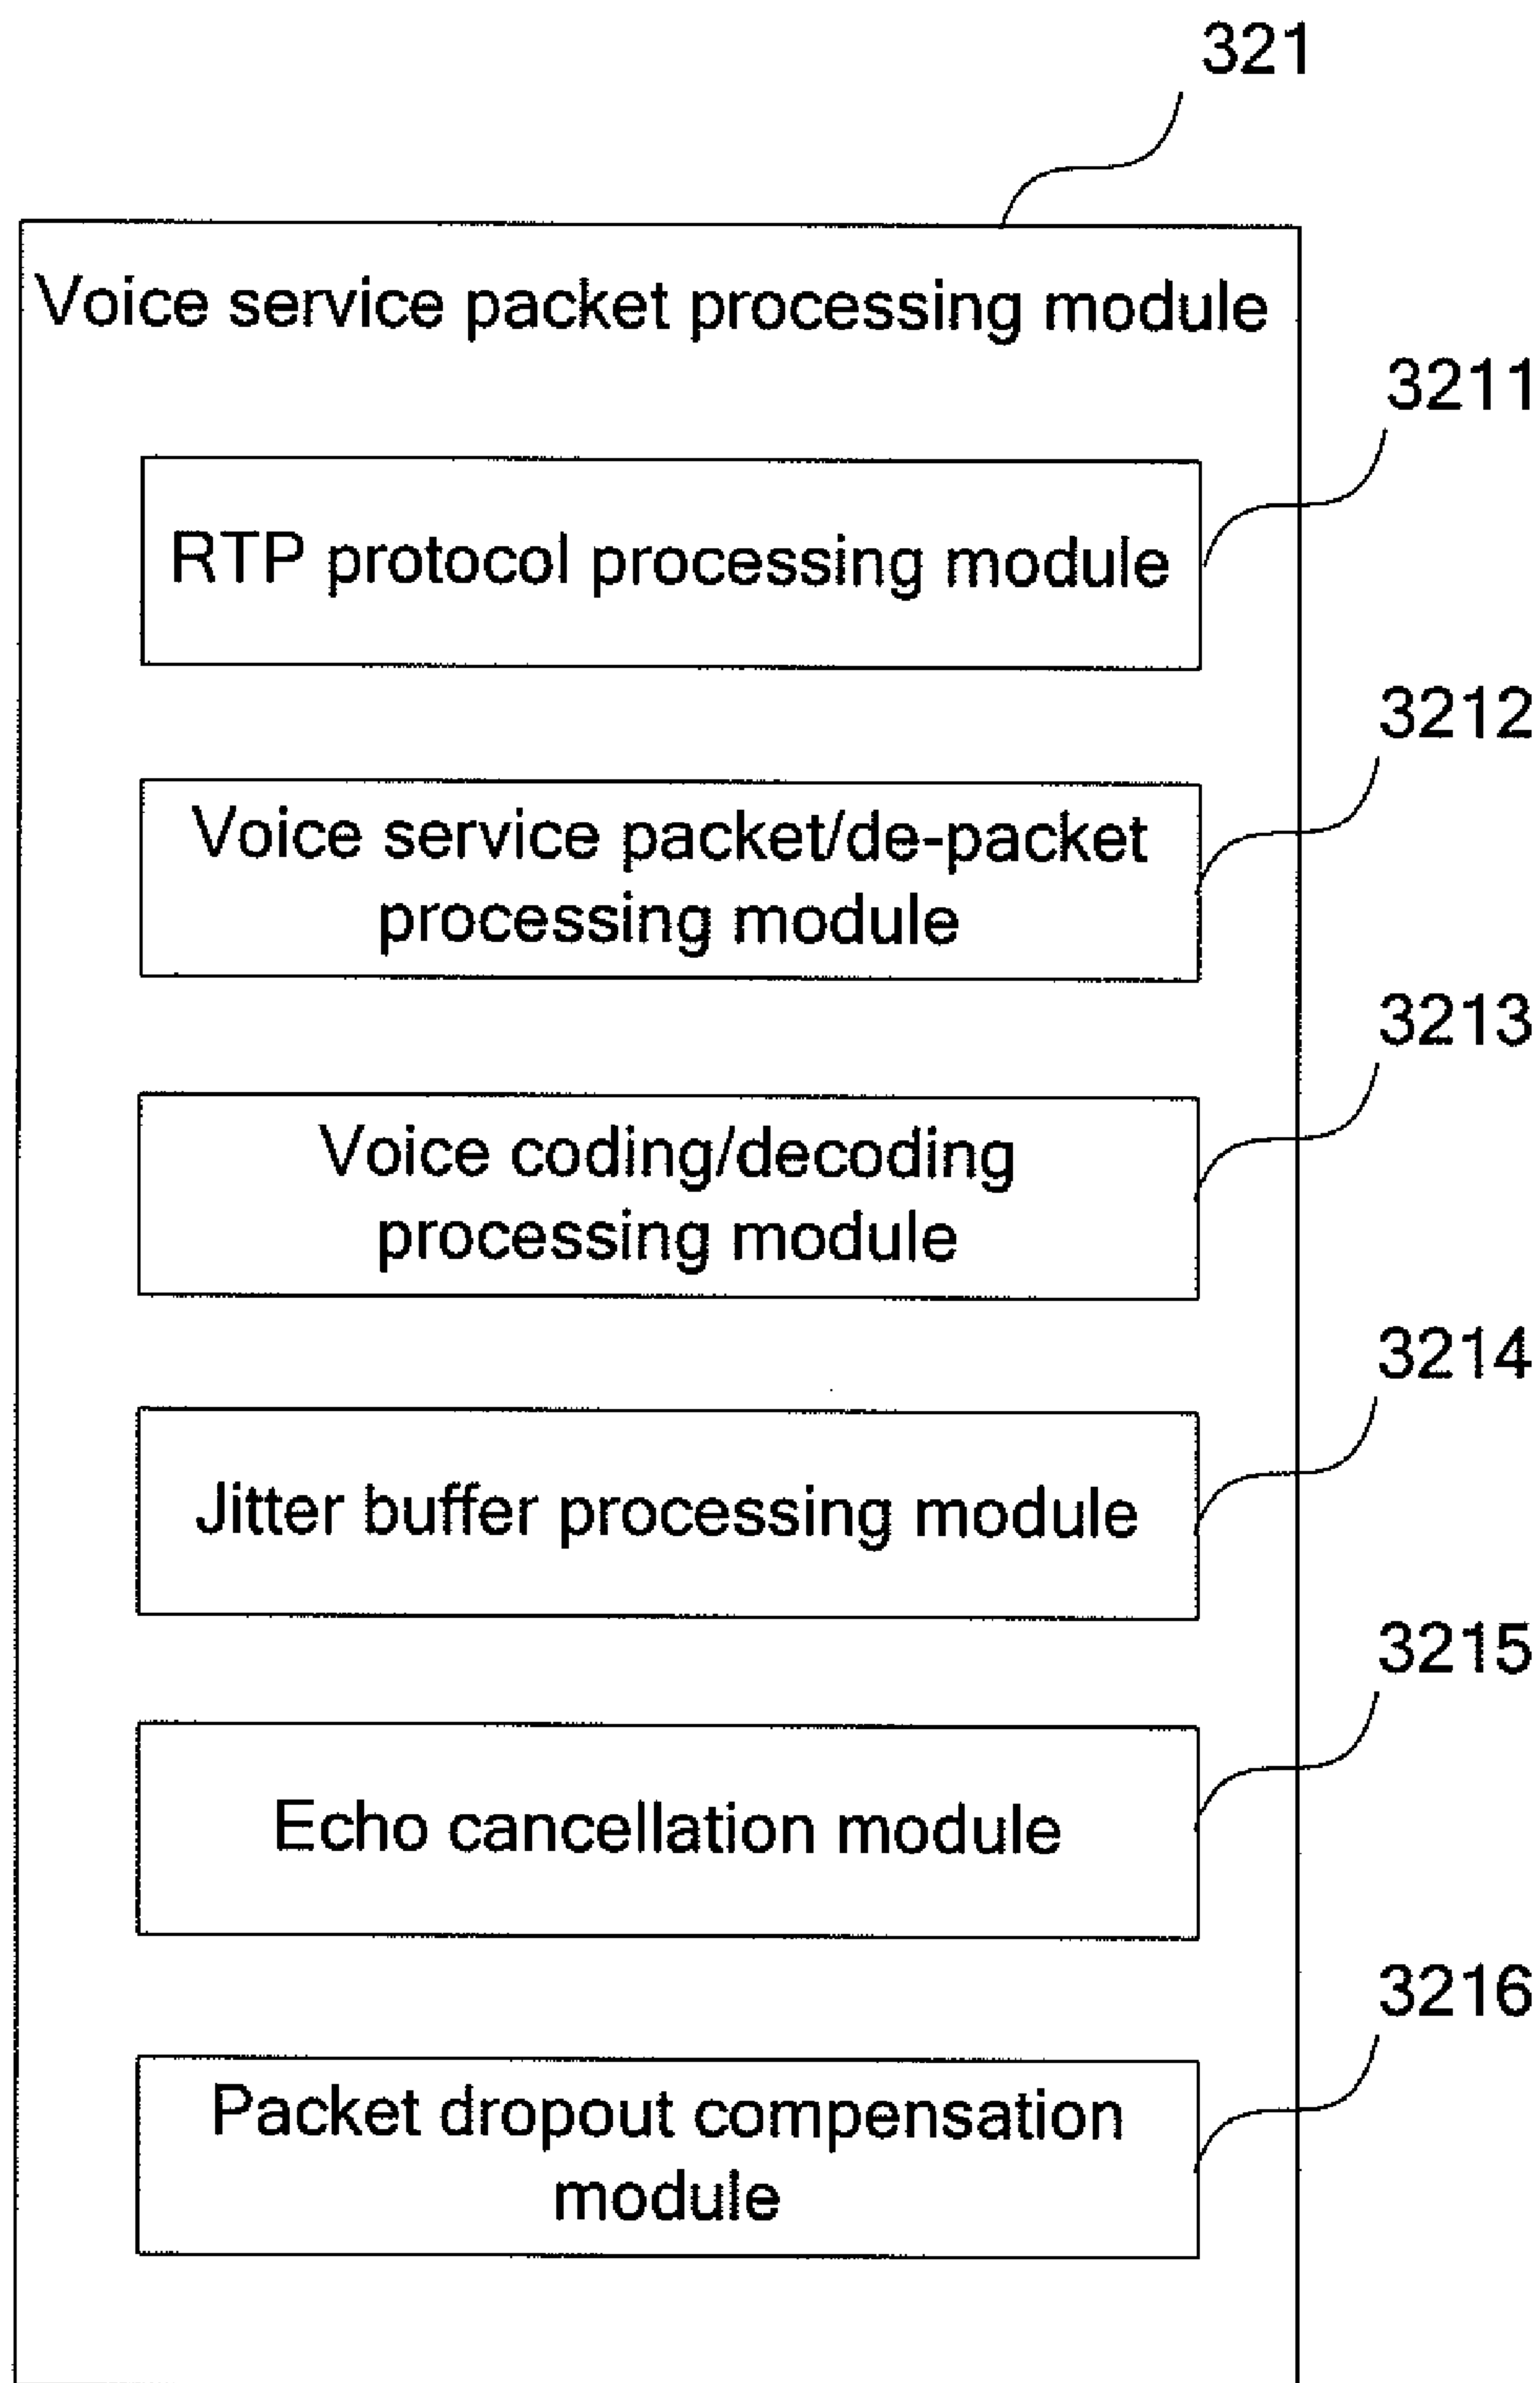 321
Voice service packet processing module
3211
RTP protocol processing module
3212
Voice service packet/de-packet
processing module
3213
Voice coding/decoding
processing module
3214
Jitter buffer processing module
3215
Echo cancellation module
3216
Packet dropout compensation
module